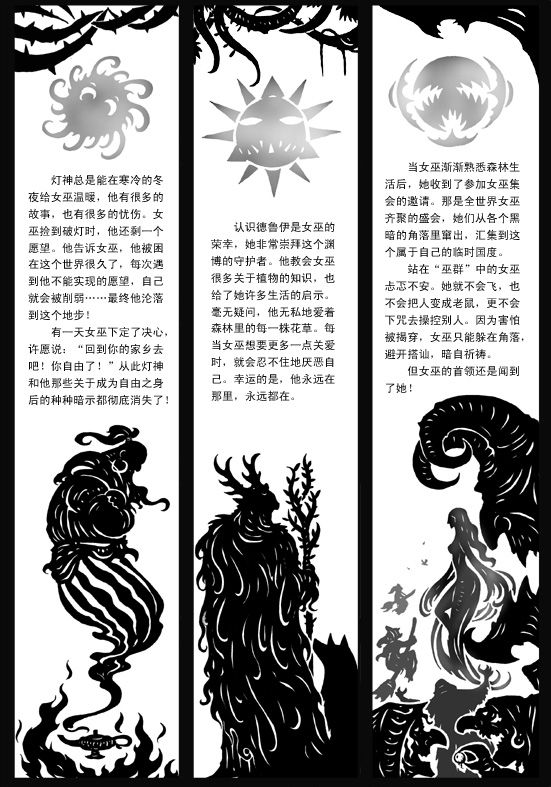 灯神总是能在寒冷的冬
夜给女巫温暖，他有很多的
故事，也有很多的忧伤。女
巫捡到破灯时，他还剩一个
愿望。他告诉女巫，他被困
在这个世界很久了，每次遇
到他不能实现的愿望，自己
就会被削弱……最终他沦落
到这个地步！
有一天女巫下定了决心，
许愿说：“回到你的家乡去
吧！你自由了！”从此灯神
和他那些关于成为自由之身
后的种种暗示都彻底消失了！
认识德鲁伊是女巫的
荣幸，她非常崇拜这个渊
博的守护者。他教会女巫
很多关于植物的知识，也
给了她许多生活的启示。
毫无疑问，他无私地爱着
森林里的每一株花草。每
当女巫想要更多一点关爱
时，就会忍不住地厌恶自
己。幸运的是，他永远在
那里，永远都在。
当女巫渐渐熟悉森林生
活后，她收到了参加女巫集
会的邀请。那是全世界女巫
齐聚的盛会，她们从各个黑
暗的角落里窜出，汇集到这
个属于自己的临时国度。
站在“巫群”中的女巫
忐忑不安。她就不会飞，也
不会把人变成老鼠，更不会
下咒去操控别人。因为害怕
被揭穿，女巫只能躲在角落，
避开搭讪，暗自祈祷。
但女巫的首领还是闻到
了她！